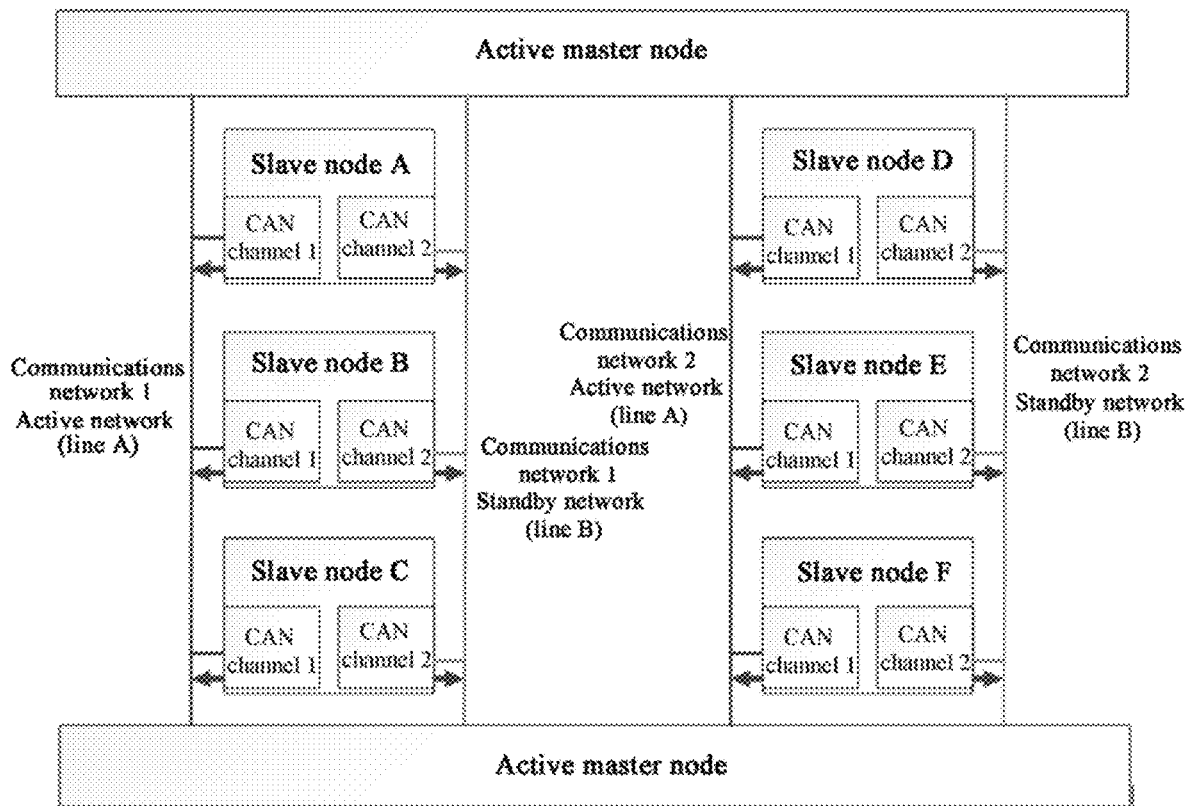 Active master node
Slave node A
CAN
channel 1
CAN
channel 2
Slave node B
CAN
channel 1
CAN
channel 2
Slave node C
CAN
channel 1
CAN
channel 2
Communications
network 1
Active network
(line A)
Communications
network 1
Standby network
(line B)
Slave node D
CAN
channel 1
CAN
channel 2
Slave node E
CAN
channel 1
CAN
channel 2
Slave node F
CAN
channel 1
CAN
channel 2
Communications
network 2
Active network
(line A)
Communications
network 2
Standby network
(line B)
Active master node